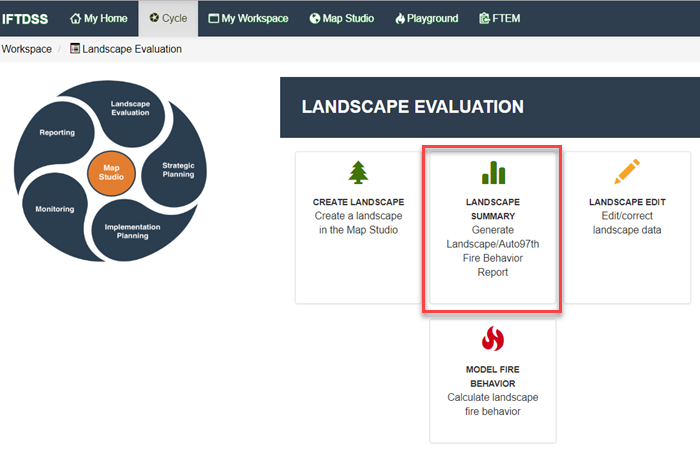 IFTDSS My Home Cycle My Workspace Map Studio Playground FTEM
Workspace / Landscape Evaluation
Landscape
Evaluation
Reporting
Map
Studio
Strategic
Planning
Monitoring
Implementation
Planning
LANDSCAPE EVALUATION
CREATE LANDSCAPE
Create a landscape
in the Map Studio
LANDSCAPE
SUMMARY
Generate
Landscape/Auto97th
Fire Behavior
Report
LANDSCAPE EDIT
Edit/correct
landscape data
MODEL FIRE
BEHAVIOR
Calculate landscape
fire behavior